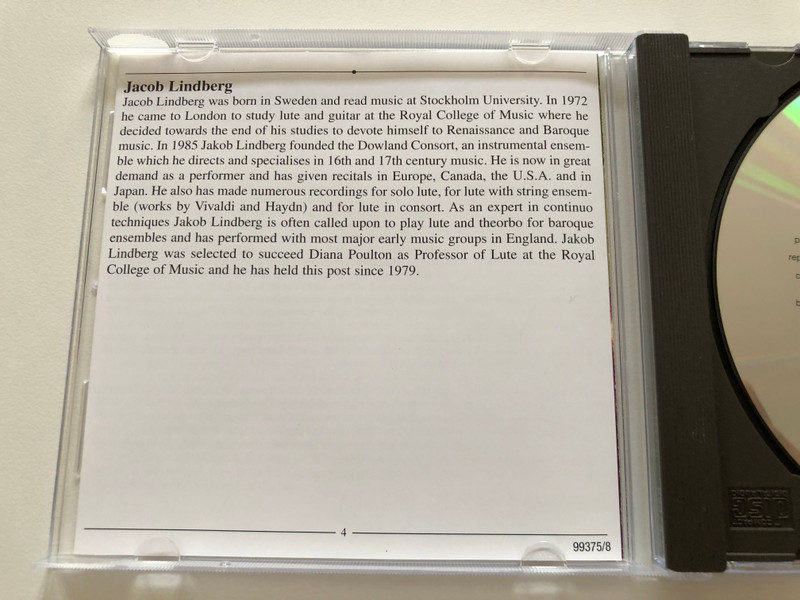 Jacob Lindberg
Jacob Lindberg was born in Sweden and read music at Stockholm University. In 1972
he came to London to study lute and guitar at the Royal College of Music where he
decided towards the end of his studies to devote himself to Renaissance and Baroque
music. In 1985 Jakob Lindberg founded the Dowland Consort, an instrumental ensem-
ble which he directs and specialises in 16th and 17th century music. He is now in great
demand as a performer and has given recitals in Europe, Canada, the U.S.A. and in
Japan. He also has made numerous recordings for solo lute, for lute with string ensem-
ble (works by Vivaldi and Haydn) and for lute in consort. As an expert in continuo
techniques Jakob Lindberg is often called upon to play lute and theorbo for baroque
ensembles and has performed with most major early music groups in England. Jakob
Lindberg was selected to succeed Diana Poulton as Professor of Lute at the Royal
College of Music and he has held this post since 1979.
4
99375/8